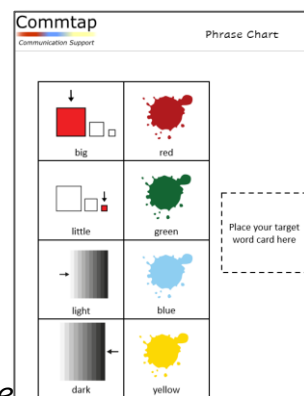 Commtap
Communication Support
Phrase Chart
big
red
little
green
Place your target
word card here
light
blue
dark
yellow